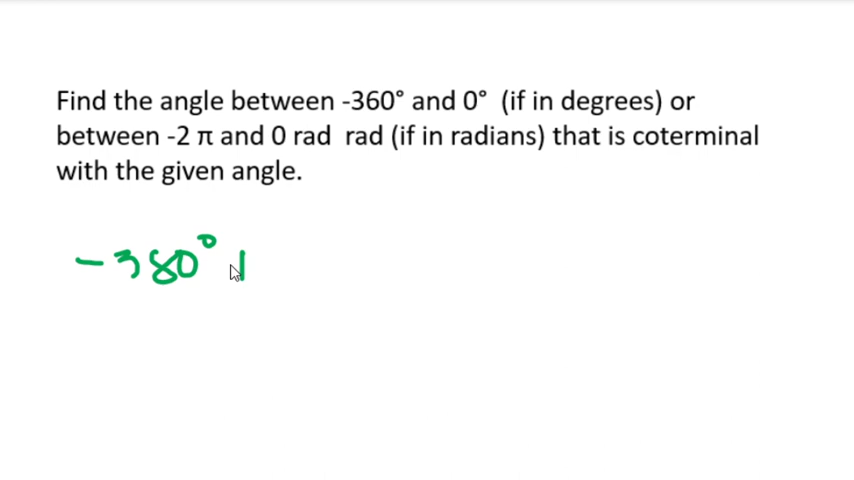 Find the angle between -360° and 0° (if in degrees) or
between -2 π and 0 rad rad (if in radians) that is coterminal
with the given angle.
-380° |